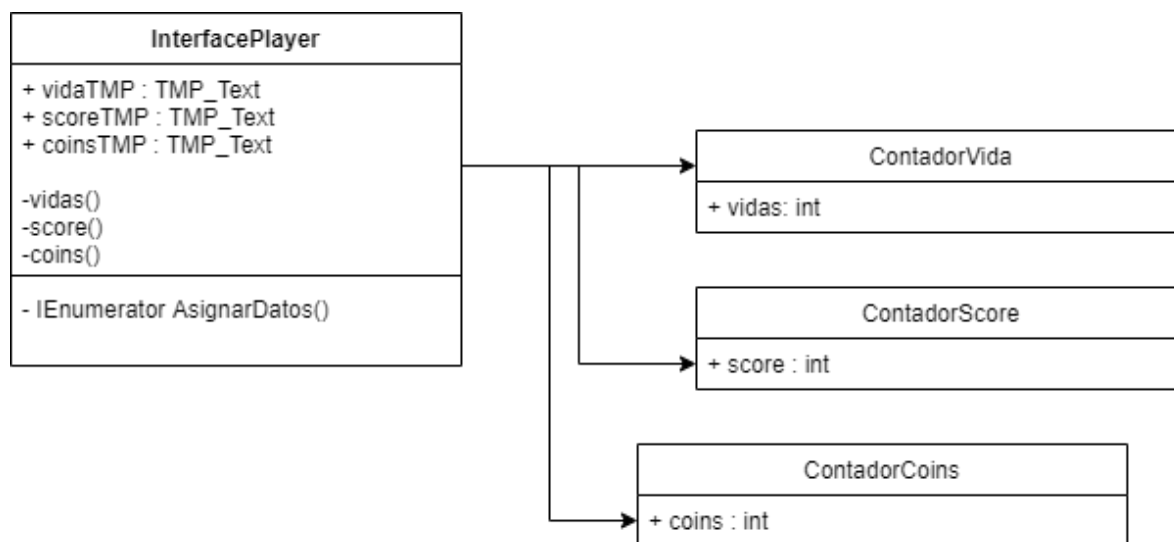 InterfacePlayer
+ vidaTMP : TMP_Text
+ scoreTMP : TMP_Text
+ coinsTMP : TMP_Text
-vidas()
-score()
-coins()
- IEnumerator AsignarDatos()
ContadorVida
+ vidas: int
ContadorScore
+ score : int
ContadorCoins
+ coins : int